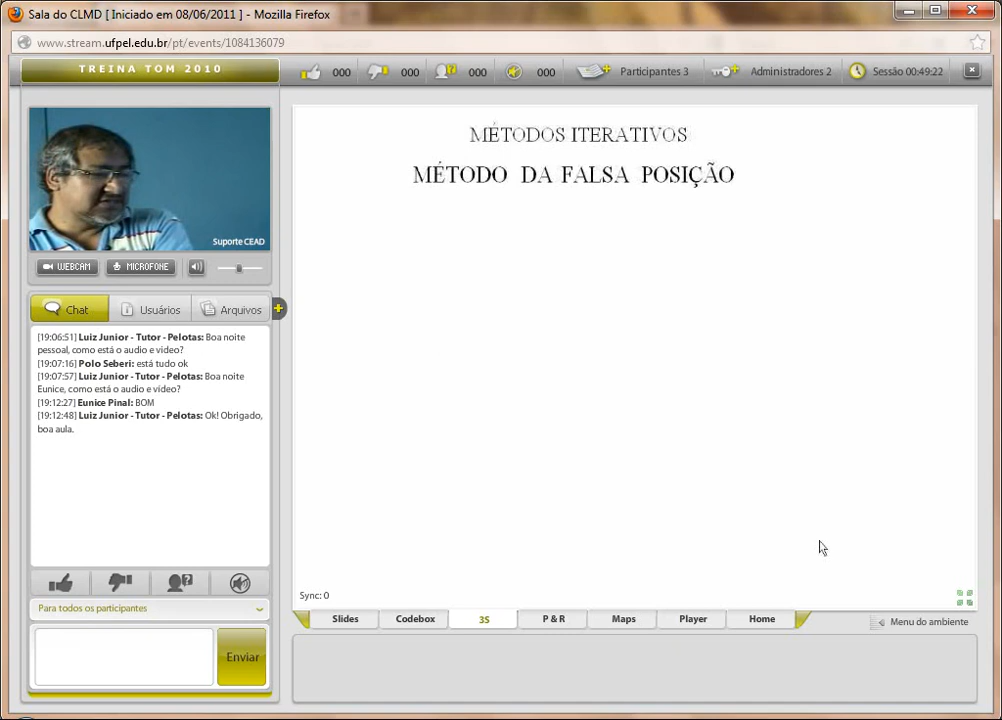 Sala do CLMD [ Iniciado em 08/06/2011 ] - Mozilla Firefox
www.stream.ufpel.edu.br/pt/events/1084136079
TREINA TOM 2010
000
000
000
000
Participantes 3
Administradores 2
Sessão 00:49:22
Suporte CEAD
WEBCAM
MICROFONE
Chat
Usuários
Arquivos
[19:06:51] Luiz Junior - Tutor - Pelotas: Boa noite
pessoal, como está o audio e video?
[19:07:16] Polo Seberi: está tudo ok
[19:07:57] Luiz Junior - Tutor - Pelotas: Boa noite
Eunice, como está o audio e vídeo?
[19:12:27] Eunice Pinal: BOM
[19:12:48] Luiz Junior - Tutor - Pelotas: Ok! Obrigado,
boa aula.
Para todos os participantes
Enviar
MÉTODOS ITERATIVOS
MÉTODO DA FALSA POSIÇÃO
Sync: 0
Slides
Codebox
3S
P & R
Maps
Player
Home
Menu do ambiente